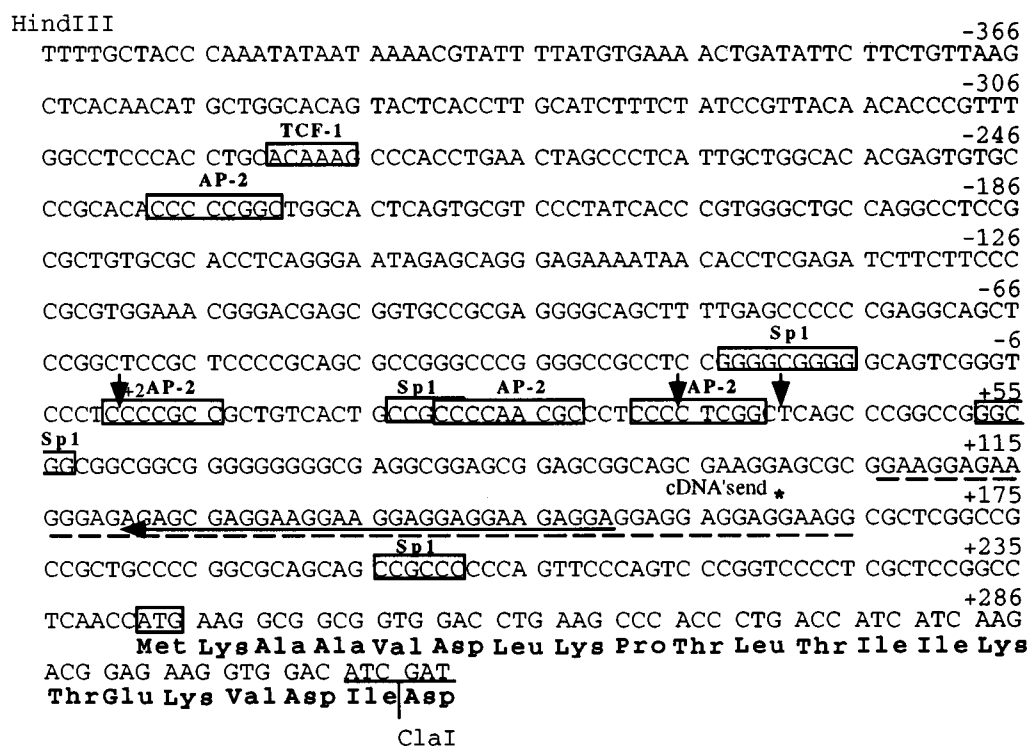 HindIII
-366
TTTTGCTACC CAAATATAAT AAAACGTATT TTATGTGAAA ACTGATATTC TTCTGTTAAG
-306
CTCACAACAT GCTGGCACAG TACTCACCTT GCATCTTTCT ATCCGTTACA ACACCCGTTT
TCF-1 -246
GGCCTCCCAC CTGCACAAAG CCCACCTGAA CTAGCCCTCA TTGCTGGCAC ACGAGTGTGC
AP-2 -186
CCGCACACCC CCGGCTGGCA CTCAGTGCGT CCCTATCACC CGTGGGCTGC CAGGCCTCCG
-126
CGCTGTGCGC ACCTCAGGGA ATAGAGCAGG GAGAAAATAA CACCTCGAGA TCTTCTTCCC
-66
CGCGTGGAAA CGGGACGAGC GGTGCCGCGA GGGGCAGCTT TTGAGCCCCC CGAGGCAGCT
Sp1 -6
CCGGCTCCGC TCCCCGCAGC GCCGGGCCCG GGGCCGCCTC CGGGGCGGGG GCAGTCGGGT
+2 AP-2 Sp1 AP-2 AP-2 +55
CCCTCCCCGC CGCTGTCACT GCCGCCCCAA CGCCCTCCCC TCGGCTCAGC CCGGCCGGGC
Sp1 +115
GGCGGCGGCG GGGGGGGGCG AGGCGGAGCG GAGCGGCAGC GAAGGAGCGC GGAAGGAGAA
cDNA'send * +175
GGGAGAGAGC GAGGAAGGAA GGAGGAGGAA GAGGAGGAGG AGGAGGAAGG CGCTCGGCCG
Sp1 +235
CCGCTGCCCC GGCGCAGCAG CCGCCCCCCA GTTCCCAGTC CCGGTCCCCT CGCTCCGGCC
+286
TCAACCATG AAG GCG GCG GTG GAC CTG AAG CCC ACC CTG ACC ATC ATC AAG
Met Lys Ala Ala Val Asp Leu Lys Pro Thr Leu Thr Ile Ile Lys
ACG GAG AAG GTG GAC ATC GAT
Thr Glu Lys Val Asp Ile Asp
ClaI